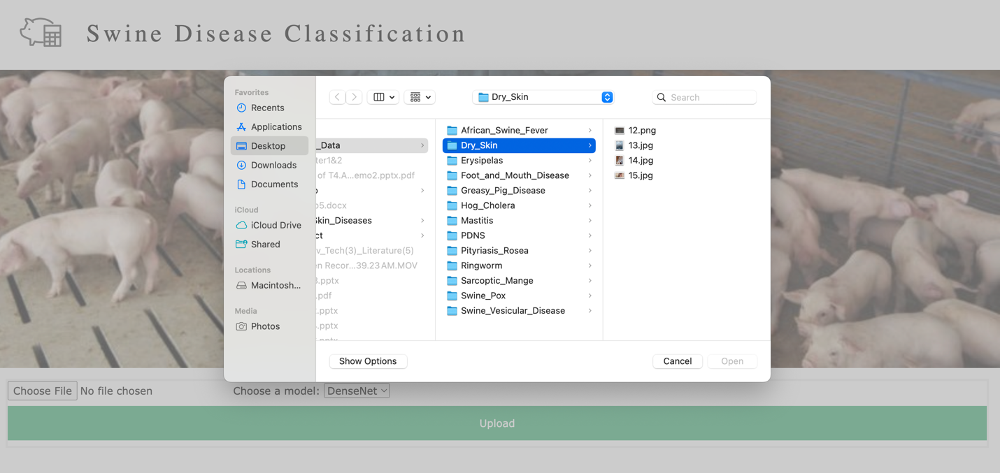 Swine Disease Classification
Favorites
Recents
Applications
Desktop
Downloads
Documents
iCloud
iCloud Drive
Shared
Locations
Macintosh...
Media
Photos
Dry_Skin
Search
_Data
ter1&2
of T4.A...emo2.pptx.pdf
p5.docx
Skin_Diseases
ct
v_Tech(3)_Literature(5)
en Recor...39.23 AM.MOV
.pptx
.pdf
.pptx
.pptx
African_Swine_Fever
Dry_Skin
Erysipelas
Foot_and_Mouth_Disease
Greasy_Pig_Disease
Hog_Cholera
Mastitis
PDNS
Pityriasis_Rosea
Ringworm
Sarcoptic_Mange
Swine_Pox
Swine_Vesicular_Disease
12.png
13.jpg
14.jpg
15.jpg
Show Options
Cancel
Open
Choose File No file chosen
Choose a model: DenseNet
Upload